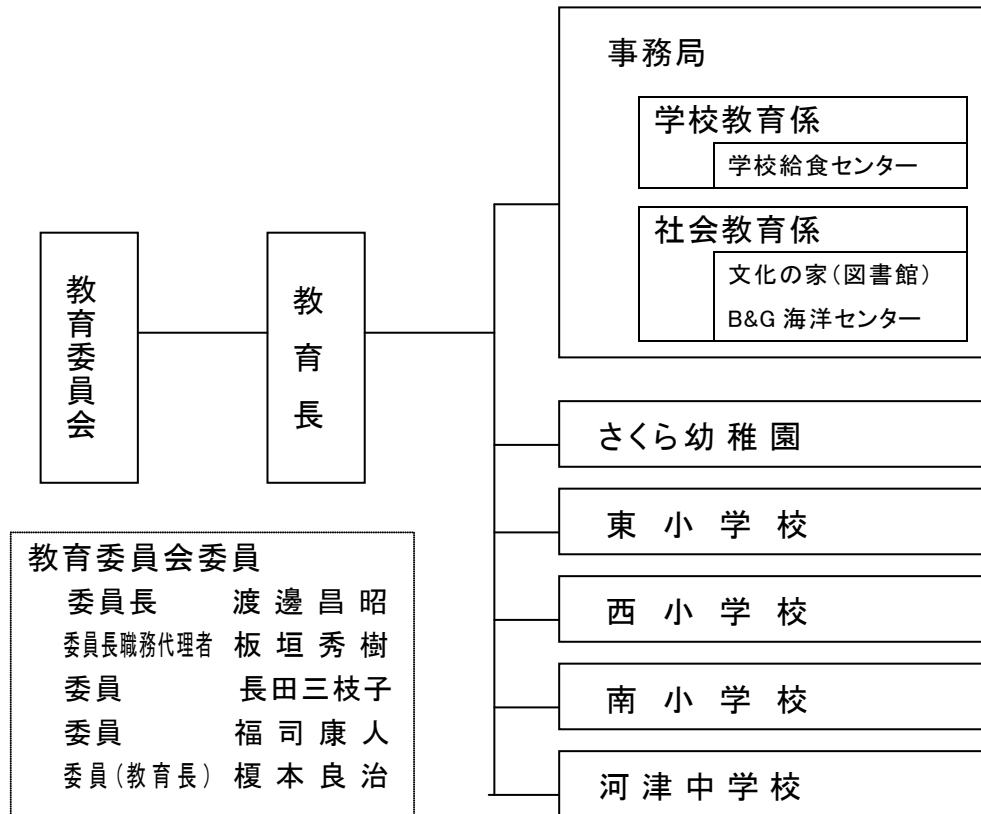 教育委員会
教育長
事務局
学校教育係
学校給食センター
社会教育係
文化の家(図書館)
B&G 海洋センター
さくら幼稚園
東小学校
西小学校
南小学校
河津中学校
教育委員会委員
委員長 渡邊昌昭
委員長職務代理者 板垣秀樹
委員 長田三枝子
委員 福司康人
委員(教育長) 榎本良治